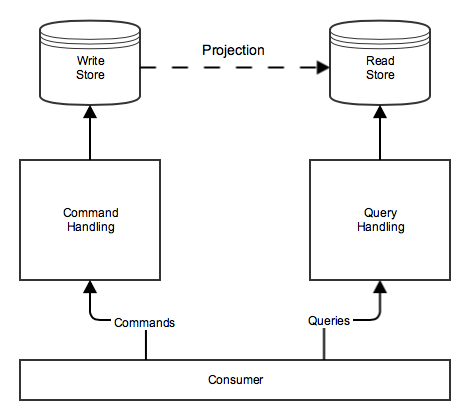 Projection
Write
Store
Read
Store
Command
Handling
Query
Handling
Commands
Queries
Consumer